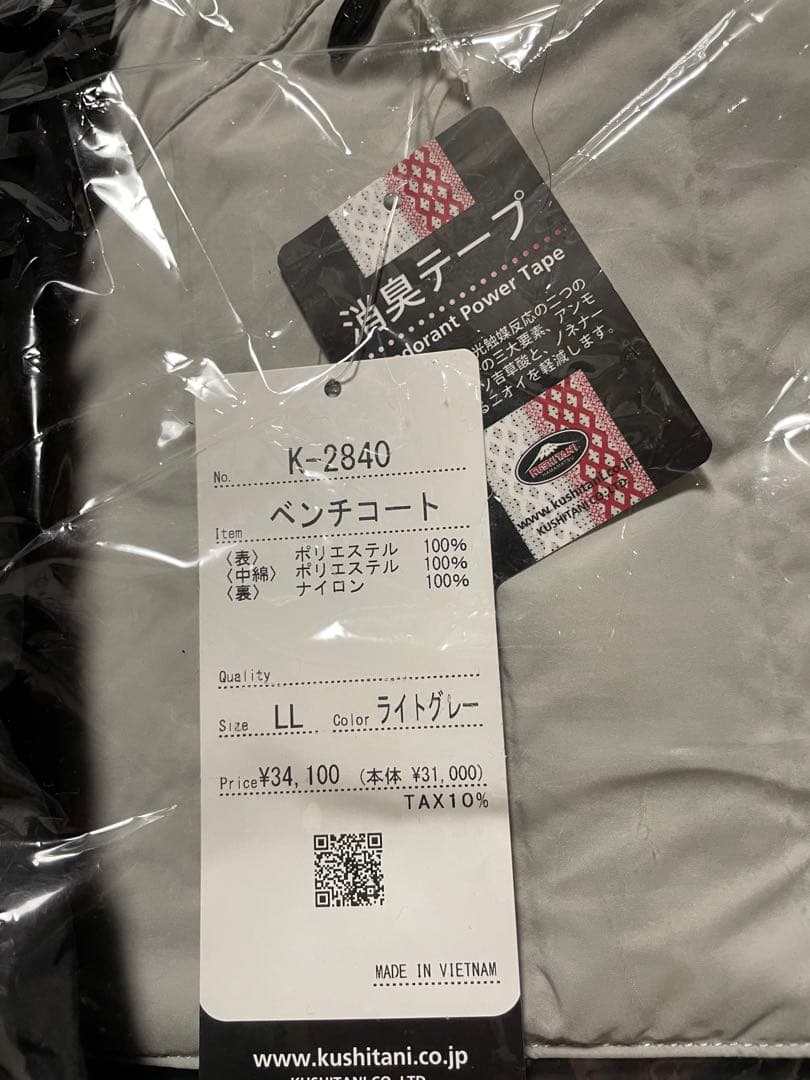 消臭テープ
dorant Power Tape
光触媒反応の二つの
の三大要素、アンモ
ソ吉草酸と、ノネナー
るニオイを軽減します。
KUSHITANI
HAMAMATSU
www.kushitani.co.jp
KUSHITANI CO.,LTD
No. K-2840
Item ベンチコート
〈表〉 ポリエステル 100%
〈中綿〉 ポリエステル 100%
〈裏〉 ナイロン 100%
Quality
Size LL Color ライトグレー
Price ¥34,100 (本体 ¥31,000)
TAX10%
MADE IN VIETNAM
www.kushitani.co.jp
KUSHITANI CO.,LTD.